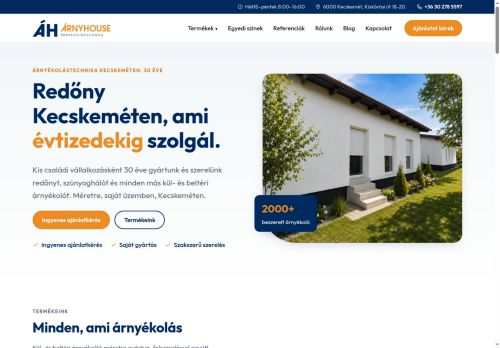 Hétfő–péntek 8:00–16:00
6000 Kecskemét, Kiskőrösi út 18-20.
+36 30 278 5597
ÁH ÁRNYHOUSE
ÁRNYÉKOLÁSTECHNIKA
Termékek
Egyedi színek
Referenciák
Rólunk
Blog
Kapcsolat
Ajánlatot kérek
ÁRNYÉKOLÁSTECHNIKA KECSKEMÉTEN, 30 ÉVE
Redőny
Kecskeméten, ami
évtizedekig szolgál.
Kis családi vállalkozásként 30 éve gyártunk és szerelünk
redőnyt, szúnyoghálót és minden más kül- és beltéri
árnyékolót. Méretre, saját üzemben, Kecskeméten.
Ingyenes ajánlatkérés
Termékeink
Ingyenes ajánlatkérés
Saját gyártás
Szakszerű szerelés
2000+
beszerelt árnyékoló
TERMÉKEINK
Minden, ami árnyékolás